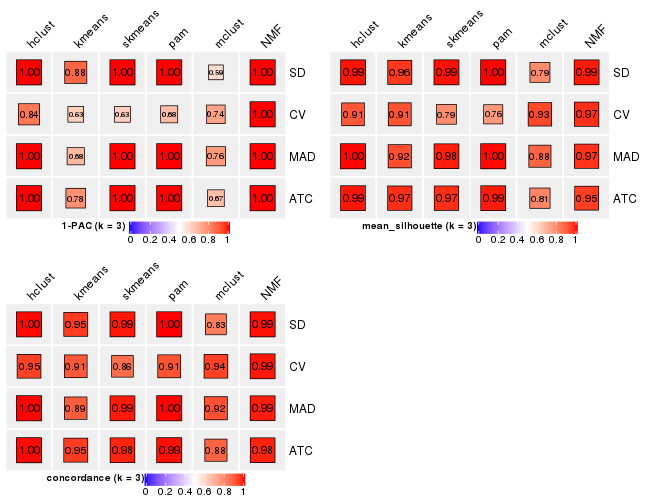 hclust kmeans skmeans pam mclust NMF
1.00 0.88 1.00 1.00 0.59 1.00 SD
0.84 0.63 0.63 0.68 0.74 1.00 CV
1.00 0.68 1.00 1.00 0.76 1.00 MAD
1.00 0.78 1.00 1.00 0.67 1.00 ATC
1-PAC (k = 3)
0 0.2 0.4 0.6 0.8 1
hclust kmeans skmeans pam mclust NMF
0.99 0.96 0.99 1.00 0.79 0.99 SD
0.91 0.91 0.79 0.76 0.93 0.97 CV
1.00 0.92 0.98 1.00 0.88 0.97 MAD
0.99 0.97 0.97 0.99 0.81 0.95 ATC
mean_silhouette (k = 3)
0 0.2 0.4 0.6 0.8 1
hclust kmeans skmeans pam mclust NMF
1.00 0.95 0.99 1.00 0.83 0.99 SD
0.95 0.91 0.86 0.91 0.94 0.99 CV
1.00 0.89 0.99 1.00 0.92 0.99 MAD
1.00 0.95 0.98 0.99 0.88 0.98 ATC
concordance (k = 3)
0 0.2 0.4 0.6 0.8 1